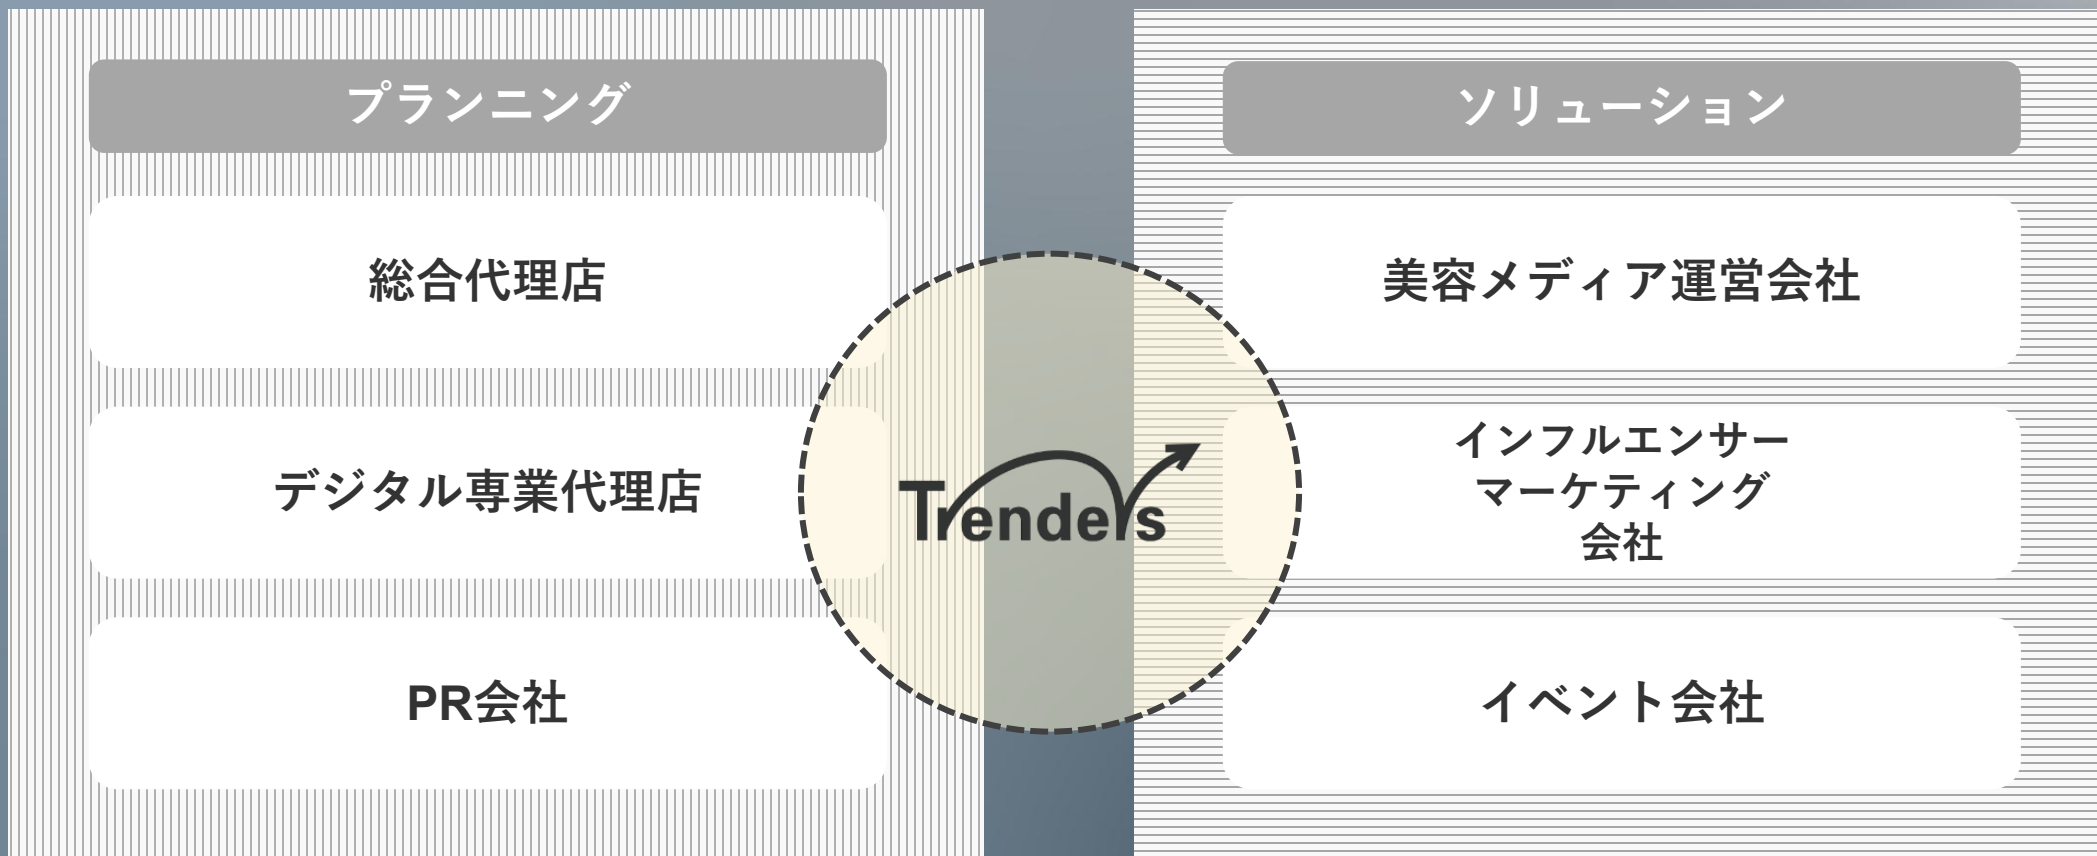 プランニング
総合代理店
デジタル専業代理店
PR会社
Trenders
ソリューション
美容メディア運営会社
インフルエンサー
マーケティング
会社
イベント会社